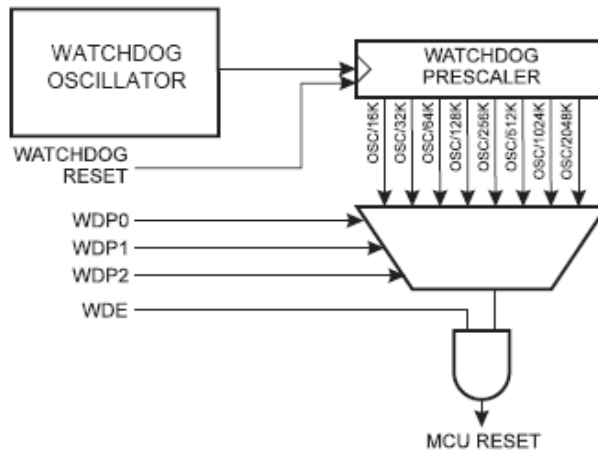 WATCHDOG
OSCILLATOR
WATCHDOG
PRESCALER
OSC/16K
OSC/32K
OSC/64K
OSC/128K
OSC/256K
OSC/512K
OSC/1024K
OSC/2048K
WATCHDOG
RESET
WDP0
WDP1
WDP2
WDE
MCU RESET